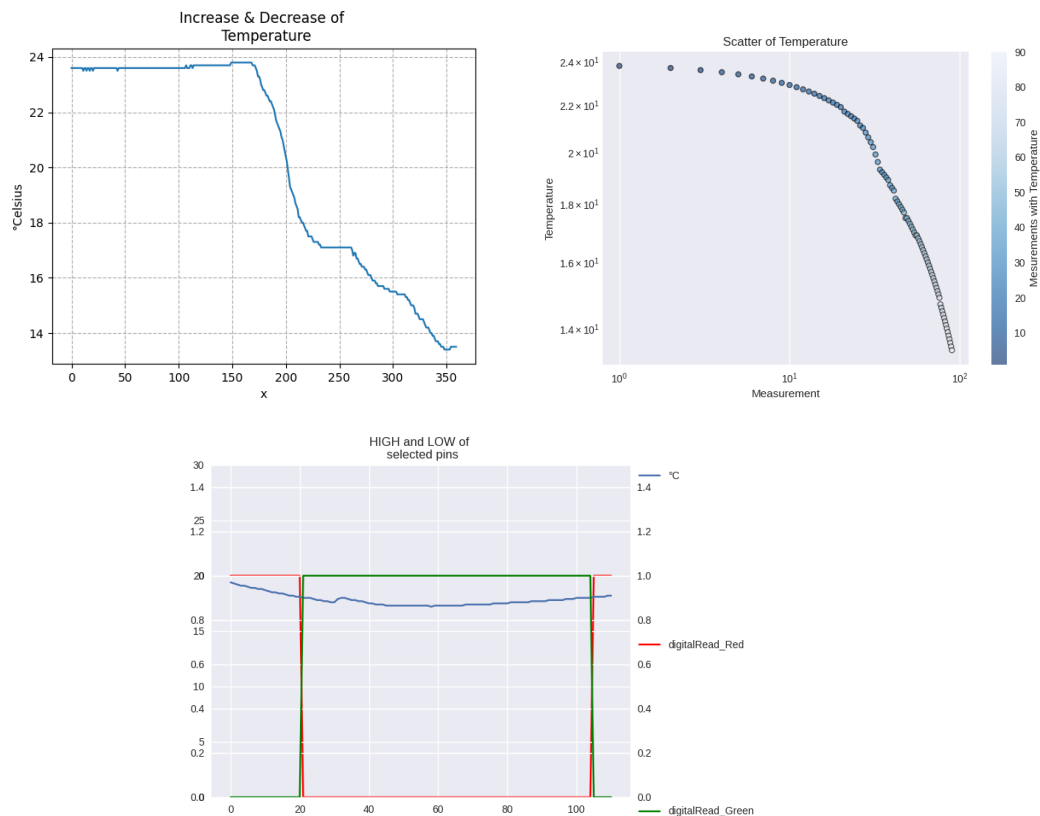 Increase & Decrease of
Temperature
24
22
20
18
16
14
°Celsius
0 50 100 150 200 250 300 350
x
Scatter of Temperature
2.4 × 10¹
2.2 × 10¹
2 × 10¹
1.8 × 10¹
1.6 × 10¹
1.4 × 10¹
Temperature
10⁰ 10¹ 10²
Measurement
90
80
70
60
50
40
30
20
10
Mesurements with Temperature
HIGH and LOW of
selected pins
30
1.4 1.4
25
1.2 1.2
20 1.0
0.8 0.8
15
0.6 0.6
10
0.4 0.4
5
0.2 0.2
0.0 0.0
0 20 40 60 80 100
°C
digitalRead_Red
digitalRead_Green